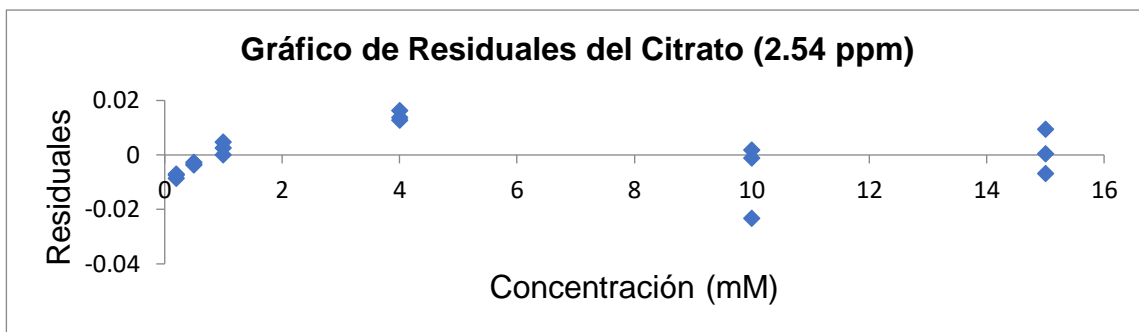 Gráfico de Residuales del Citrato (2.54 ppm)
Residuales
0.02
0
-0.02
-0.04
0 2 4 6 8 10 12 14 16
Concentración (mM)